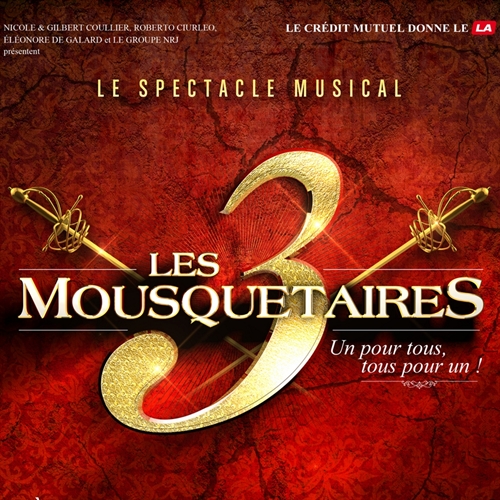 NICOLE & GILBERT COULLIER, ROBERTO CIURLEO,
ÉLÉONORE DE GALARD et LE GROUPE NRJ
présentent
LE CRÉDIT MUTUEL DONNE LE LA
LE SPECTACLE MUSICAL
LES 3
MOUSQUETAIRES
Un pour tous,
tous pour un !